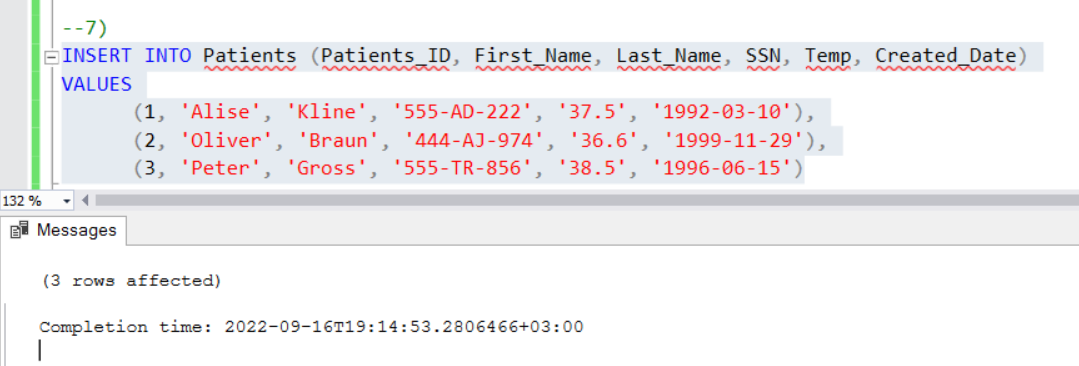 --7)
INSERT INTO Patients (Patients_ID, First_Name, Last_Name, SSN, Temp, Created_Date)
VALUES
(1, 'Alise', 'Kline', '555-AD-222', '37.5', '1992-03-10'),
(2, 'Oliver', 'Braun', '444-AJ-974', '36.6', '1999-11-29'),
(3, 'Peter', 'Gross', '555-TR-856', '38.5', '1996-06-15')
132 %
Messages
(3 rows affected)
Completion time: 2022-09-16T19:14:53.2806466+03:00